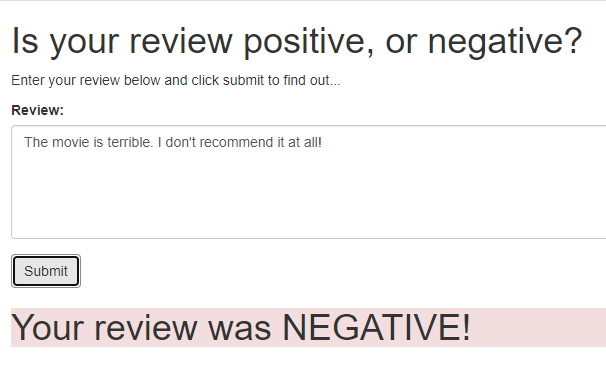 Is your review positive, or negative?
Enter your review below and click submit to find out...
Review:
The movie is terrible. I don't recommend it at all!
Submit
Your review was NEGATIVE!